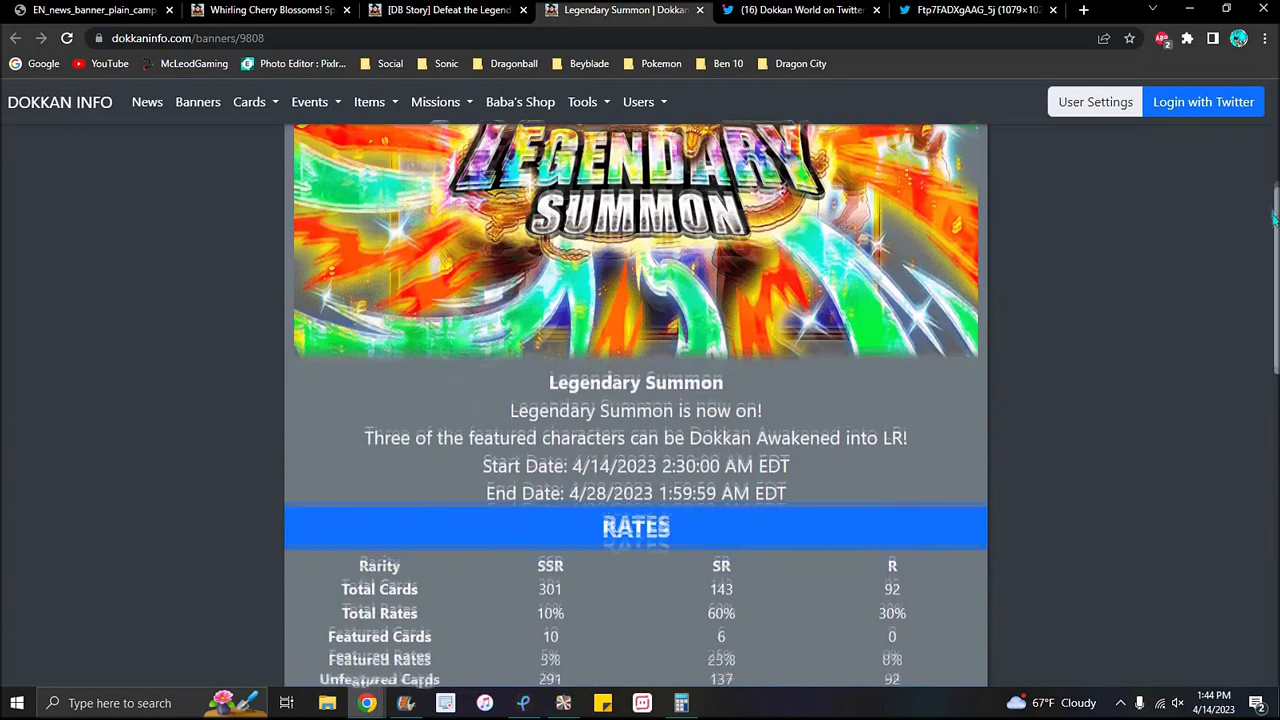 EN_news_banner_plain_camp
Whirling Cherry Blossoms! Sp
[DB Story] Defeat the Legend
Legendary Summon | Dokkan
(16) Dokkan World on Twitter
Ftp7FADXgAAG_5j (1079×10
dokkaninfo.com/banners/9808
2
Google
YouTube
McLeodGaming
Photo Editor : Pixlr...
Social
Sonic
Dragonball
Beyblade
Pokemon
Ben 10
Dragon City
DOKKAN INFO
News
Banners
Cards
Events
Items
Missions
Baba's Shop
Tools
Users
User Settings
Login with Twitter
LEGENDARY
SUMMON
Legendary Summon
Legendary Summon is now on!
Three of the featured characters can be Dokkan Awakened into LR!
Start Date: 4/14/2023 2:30:00 AM EDT
End Date: 4/28/2023 1:59:59 AM EDT
RATES
Rarity SSR SR R
Total Cards 301 143 92
Total Rates 10% 60% 30%
Featured Cards 10 6 0
Featured Rates 5% 25% 0%
Unfeatured Cards 291 137 92
Type here to search
67°F Cloudy
1:44 PM
4/14/2023
2